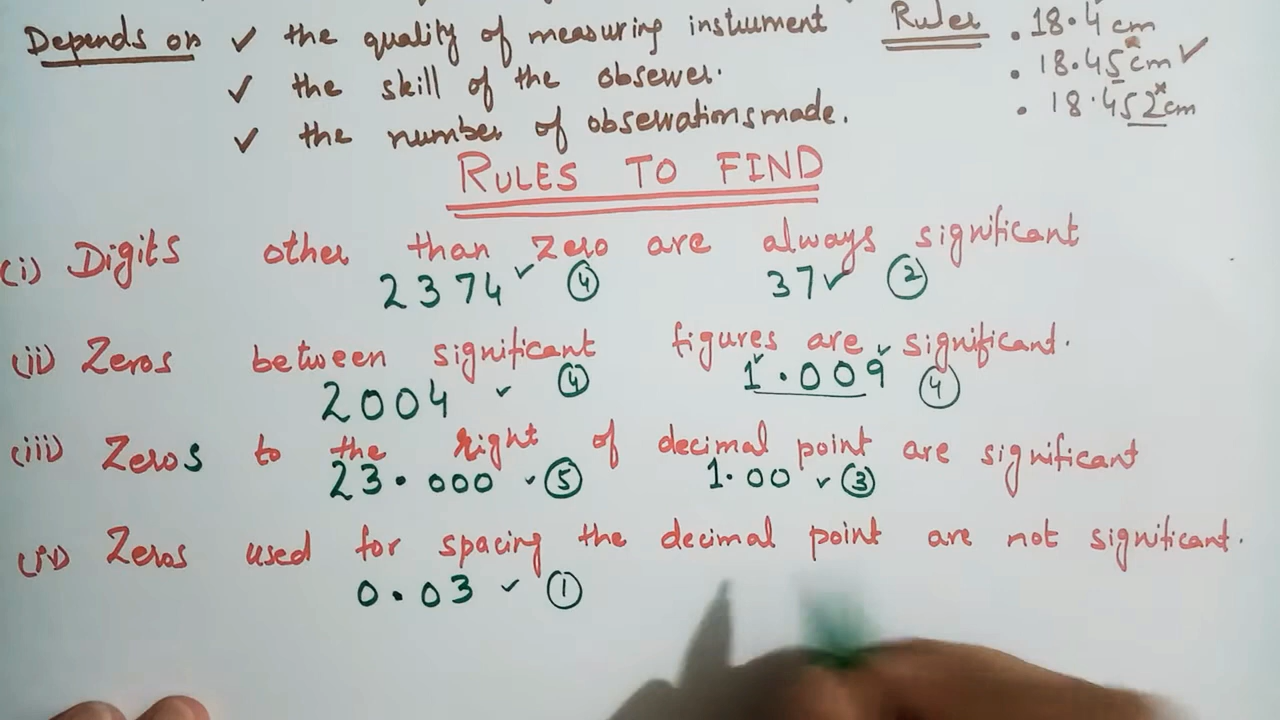 Depends on ✓ the quality of measuring instrument
✓ the skill of the observer.
✓ the number of observations made.
Ruler . 18.4 cm
. 18.45 cm ✓
. 18.452 cm
RULES TO FIND
(i) Digits other than zero are always significant
2374 ✓ ④ 37 ✓ ②
(ii) Zeros between significant figures are significant.
2004 ✓ ④ 1.009 ④
(iii) Zeros to the right of decimal point are significant
23.000 ✓ ⑤ 1.00 ✓ ③
(iv) Zeros used for spacing the decimal point are not significant.
0.03 ✓ ①